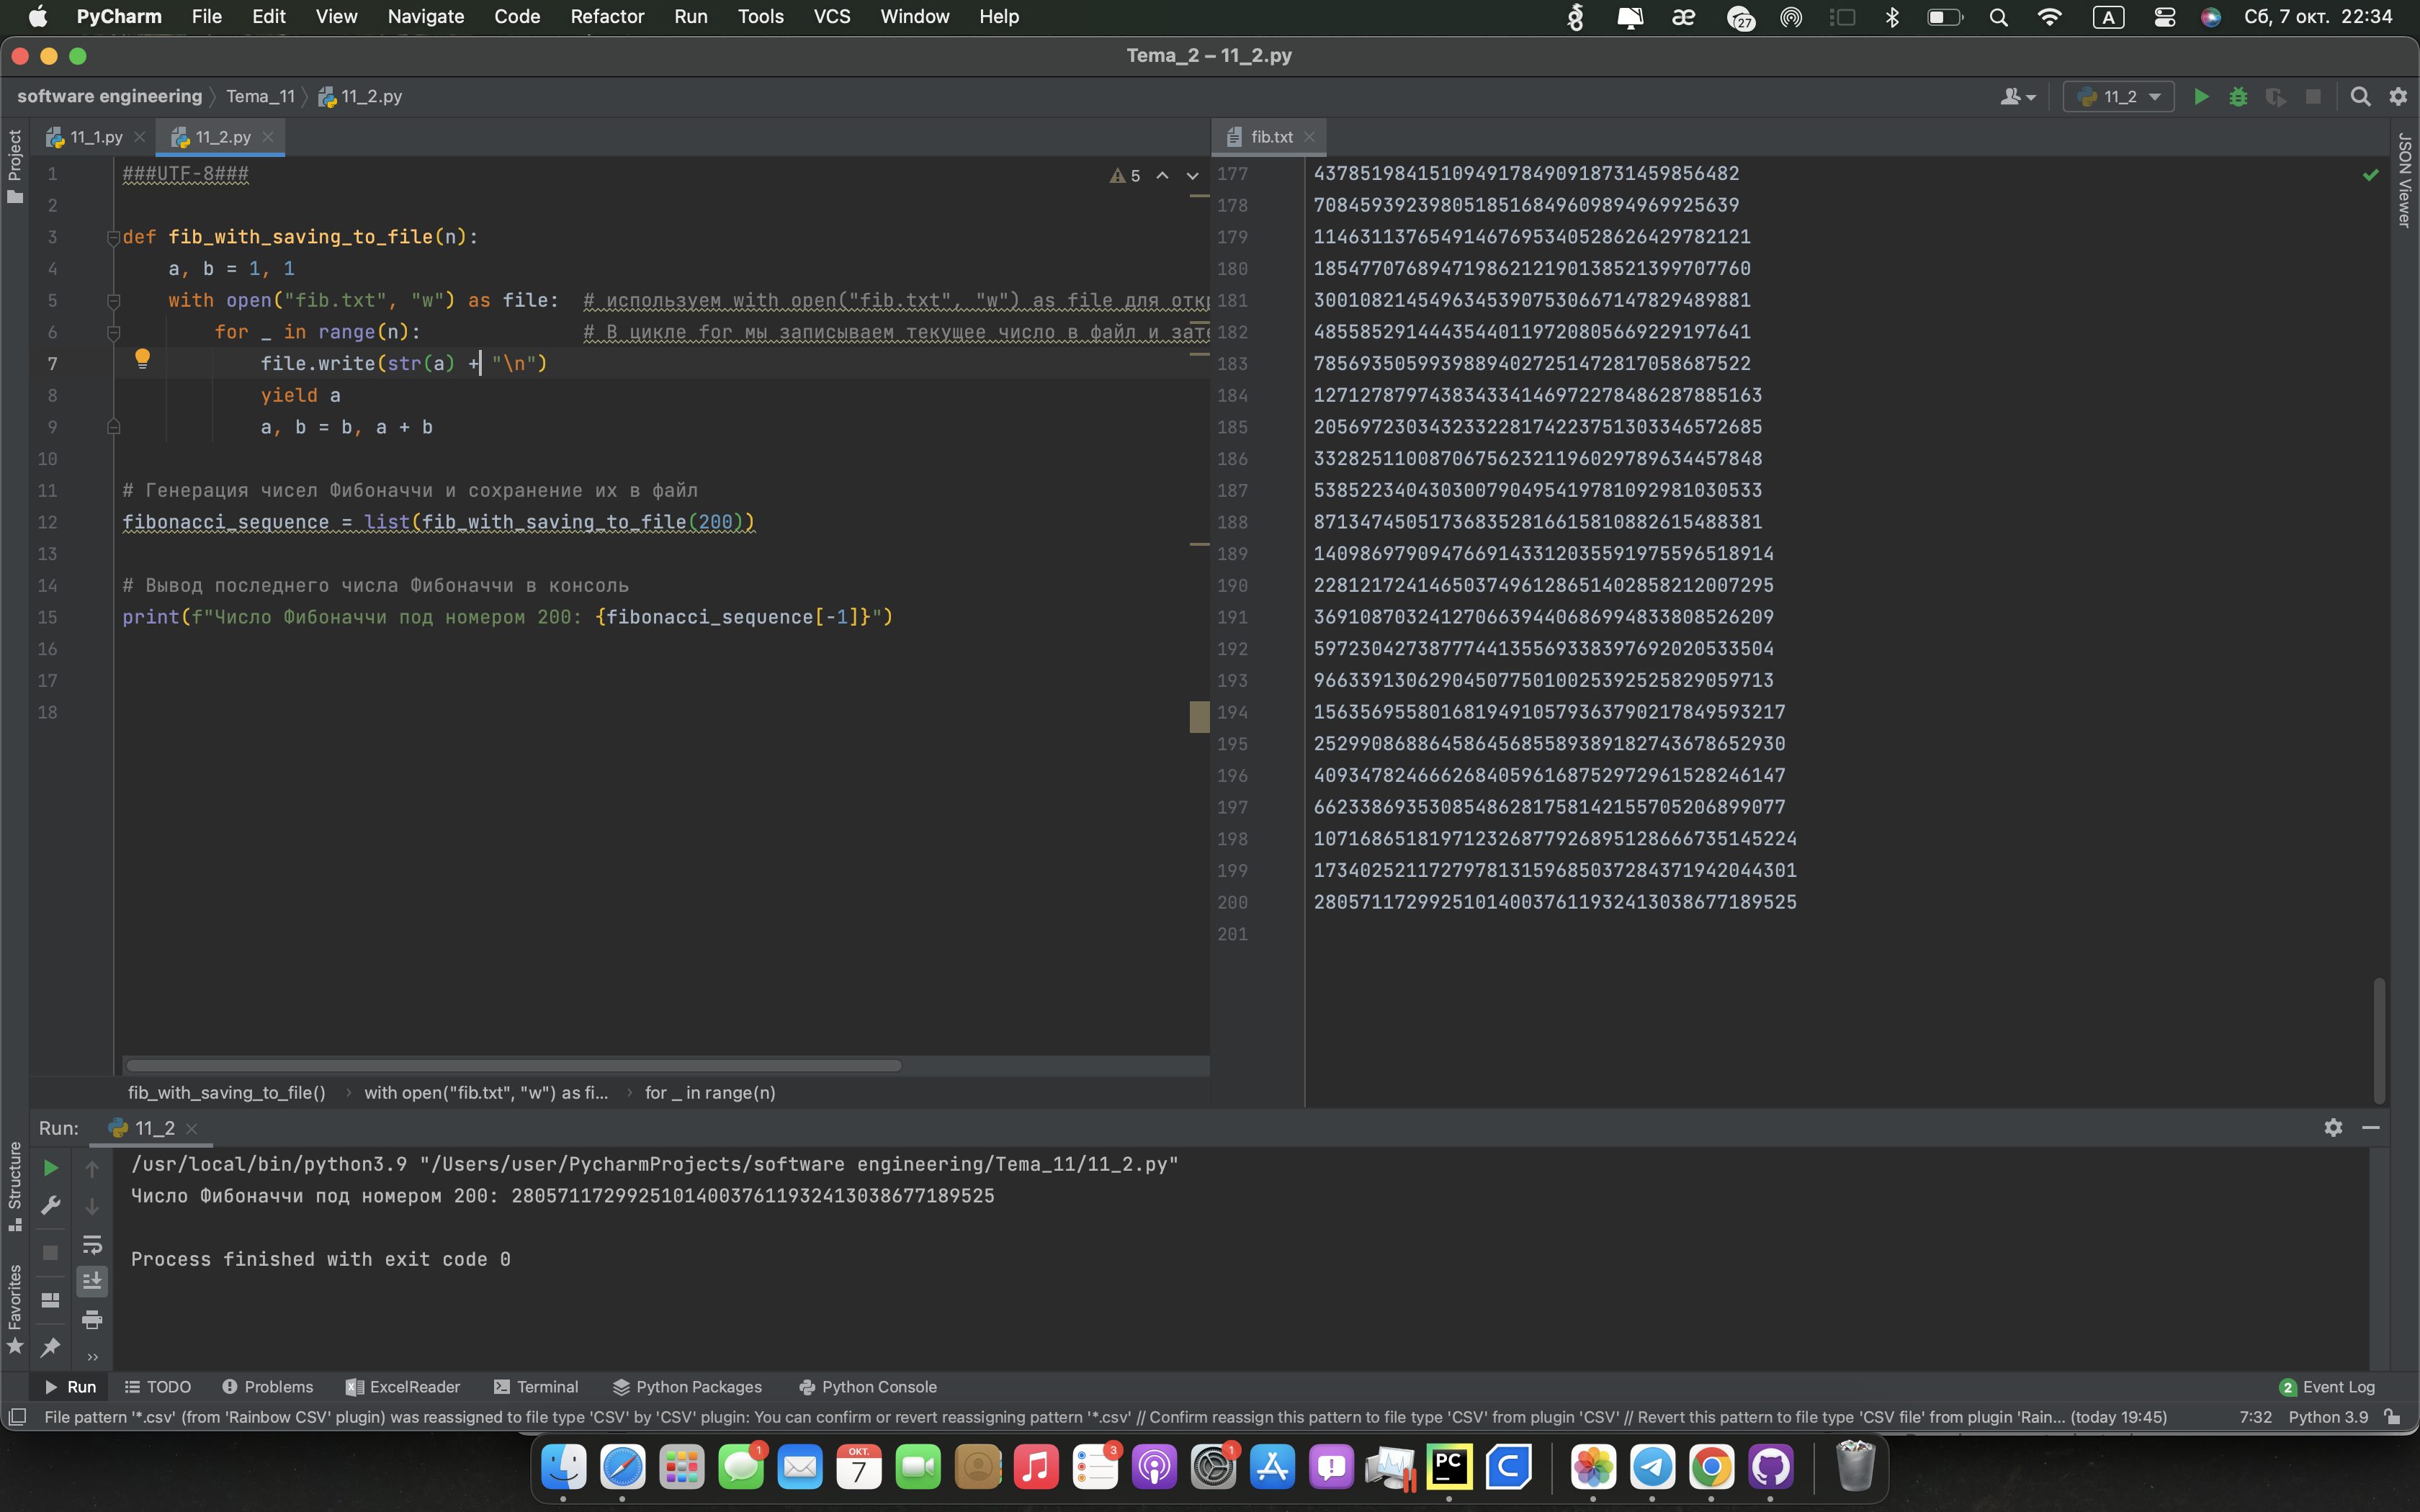 PyCharm File Edit View Navigate Code Refactor Run Tools VCS Window Help
27 A Сб, 7 окт. 22:34
Tema_2 – 11_2.py
software engineering Tema_11 11_2.py
11_2
Project
11_1.py 11_2.py
1 ###UTF-8###
5
2
3 def fib_with_saving_to_file(n):
4 a, b = 1, 1
5 with open("fib.txt", "w") as file: # используем with open("fib.txt", "w") as file для откр
6 for _ in range(n): # В цикле for мы записываем текущее число в файл и зате
7 file.write(str(a) + "\n")
8 yield a
9 a, b = b, a + b
10
11 # Генерация чисел Фибоначчи и сохранение их в файл
12 fibonacci_sequence = list(fib_with_saving_to_file(200))
13
14 # Вывод последнего числа Фибоначчи в консоль
15 print(f"Число Фибоначчи под номером 200: {fibonacci_sequence[-1]}")
16
17
18
fib_with_saving_to_file() with open("fib.txt", "w") as fi... for _ in range(n)
fib.txt
177 4378519841510949178490918731459856482
178 7084593923980518516849609894969925639
179 11463113765491467695340528626429782121
180 18547707689471986212190138521399707760
181 30010821454963453907530667147829489881
182 48558529144435440119720805669229197641
183 78569350599398894027251472817058687522
184 127127879743834334146972278486287885163
185 205697230343233228174223751303346572685
186 332825110087067562321196029789634457848
187 538522340430300790495419781092981030533
188 871347450517368352816615810882615488381
189 1409869790947669143312035591975596518914
190 2281217241465037496128651402858212007295
191 3691087032412706639440686994833808526209
192 5972304273877744135569338397692020533504
193 9663391306290450775010025392525829059713
194 15635695580168194910579363790217849593217
195 25299086886458645685589389182743678652930
196 40934782466626840596168752972961528246147
197 66233869353085486281758142155705206899077
198 107168651819712326877926895128666735145224
199 173402521172797813159685037284371942044301
200 280571172992510140037611932413038677189525
201
JSON Viewer
Run: 11_2
/usr/local/bin/python3.9 "/Users/user/PycharmProjects/software engineering/Tema_11/11_2.py"
Число Фибоначчи под номером 200: 280571172992510140037611932413038677189525
Process finished with exit code 0
Structure
Favorites
Run TODO Problems ExcelReader Terminal Python Packages Python Console 2 Event Log
File pattern '*.csv' (from 'Rainbow CSV' plugin) was reassigned to file type 'CSV' by 'CSV' plugin: You can confirm or revert reassigning pattern '*.csv' // Confirm reassign this pattern to file type 'CSV' from plugin 'CSV' // Revert this pattern to file type 'CSV file' from plugin 'Rain... (today 19:45) 7:32 Python 3.9
1 ОКТ. 7 3 1 PC C